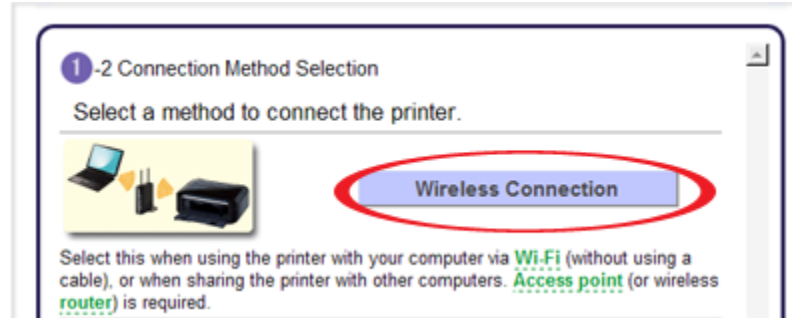 1-2 Connection Method Selection
Select a method to connect the printer.
Wireless Connection
Select this when using the printer with your computer via Wi-Fi (without using a
cable), or when sharing the printer with other computers. Access point (or wireless
router) is required.